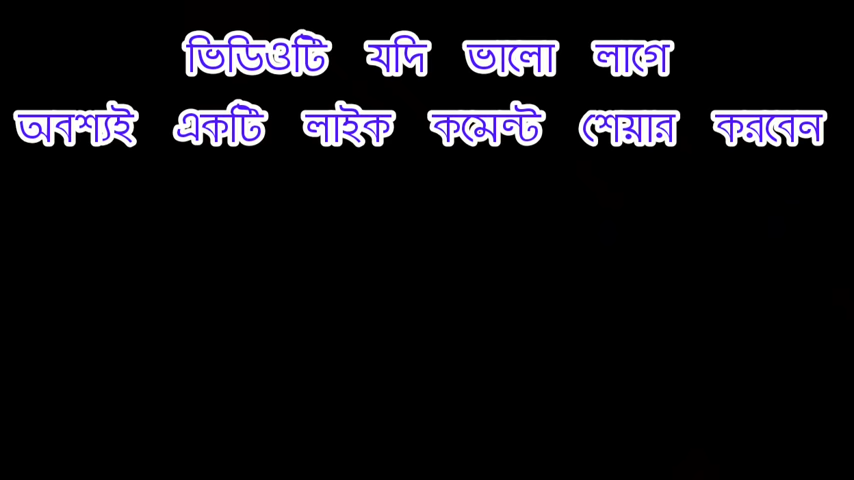 ভিডিওটি যদি ভালো লাগে
অবশ্যই একটি লাইক কমেন্ট শেয়ার করবেন